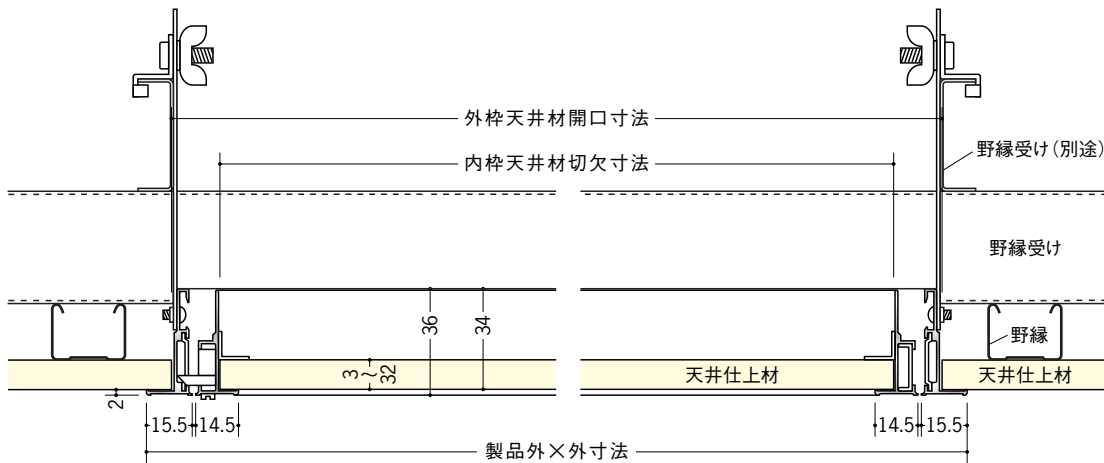 外枠天井材開口寸法
内枠天井材切欠寸法
野縁受け(別途)
野縁受け
36
34
野縁
3～32
天井仕上材
天井仕上材
2
15.5
14.5
14.5
15.5
製品外×外寸法